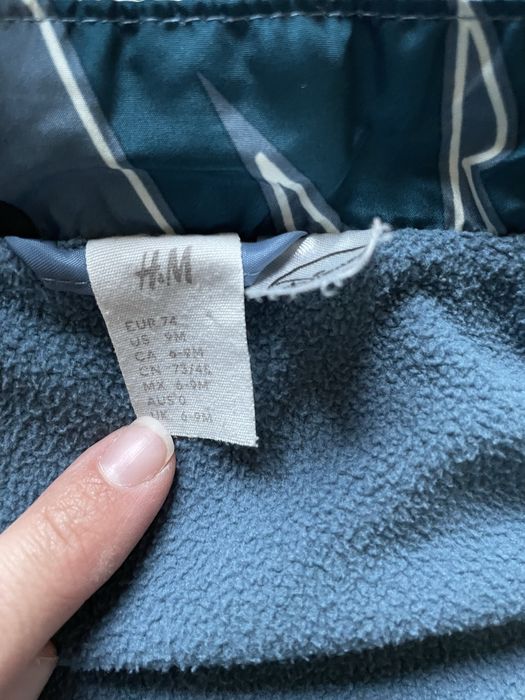 H&M
EUR 74
US 9M
CA 6-9M
CN 73/48
MX 6-9M
AUS 0
UK 6-9M